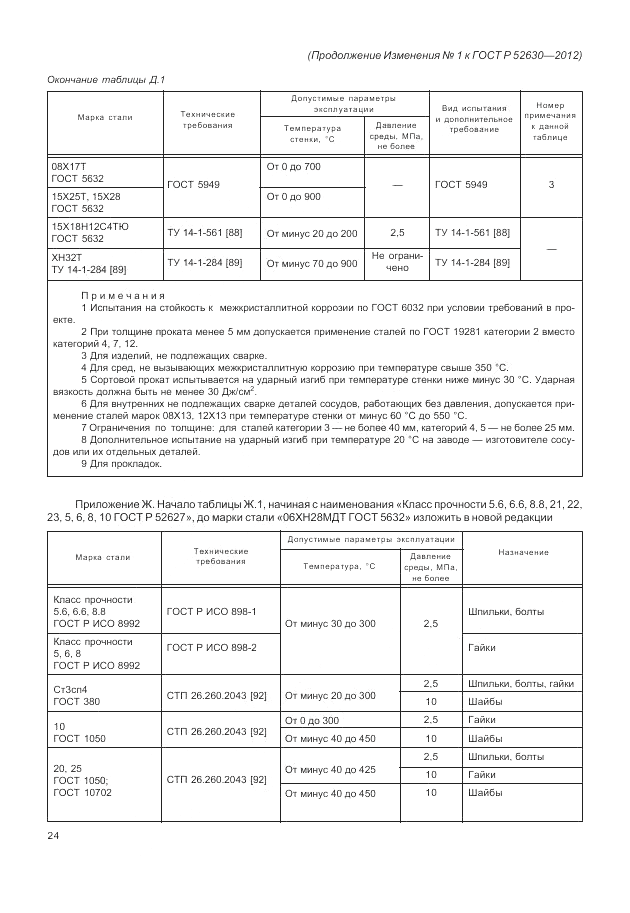 (Продолжение Изменения № 1 к ГОСТ Р 52630—2012)
Окончание таблицы Д.1
Марка стали
Технические
требования
Допустимые параметры
эксплуатации
Температура
стенки, °С
Давление
среды, МПа,
не более
Вид испытания
и дополнительное
требование
Номер
примечания
к данной
таблице
08Х17Т
ГОСТ 5632
ГОСТ 5949
От 0 до 700
—
ГОСТ 5949
3
15Х25Т, 15Х28
ГОСТ 5632
От 0 до 900
15Х18Н12С4ТЮ
ГОСТ 5632
ТУ 14-1-561 [88]
От минус 20 до 200
2,5
ТУ 14-1-561 [88]
—
ХН32Т
ТУ 14-1-284 [89]
ТУ 14-1-284 [89]
От минус 70 до 900
Не ограни-
чено
ТУ 14-1-284 [89]
Примечания
1 Испытания на стойкость к межкристаллитной коррозии по ГОСТ 6032 при условии требований в про-
екте.
2 При толщине проката менее 5 мм допускается применение сталей по ГОСТ 19281 категории 2 вместо
категорий 4, 7, 12.
3 Для изделий, не подлежащих сварке.
4 Для сред, не вызывающих межкристаллитную коррозию при температуре свыше 350 °С.
5 Сортовой прокат испытывается на ударный изгиб при температуре стенки ниже минус 30 °С. Ударная
вязкость должна быть не менее 30 Дж/см².
6 Для внутренних не подлежащих сварке деталей сосудов, работающих без давления, допускается при-
менение сталей марок 08Х13, 12Х13 при температуре стенки от минус 60 °С до 550 °С.
7 Ограничения по толщине: для сталей категории 3 — не более 40 мм, категорий 4, 5 — не более 25 мм.
8 Дополнительное испытание на ударный изгиб при температуре 20 °С на заводе — изготовителе сосу-
дов или их отдельных деталей.
9 Для прокладок.
Приложение Ж. Начало таблицы Ж.1, начиная с наименования «Класс прочности 5.6, 6.6, 8.8, 21, 22,
23, 5, 6, 8, 10 ГОСТ Р 52627», до марки стали «06ХН28МДТ ГОСТ 5632» изложить в новой редакции
Марка стали
Технические
требования
Допустимые параметры эксплуатации
Температура, °С
Давление
среды, МПа,
не более
Назначение
Класс прочности
5.6, 6.6, 8.8
ГОСТ Р ИСО 8992
ГОСТ Р ИСО 898-1
От минус 30 до 300
2,5
Шпильки, болты
Класс прочности
5, 6, 8
ГОСТ Р ИСО 8992
ГОСТ Р ИСО 898-2
Гайки
Ст3сп4
ГОСТ 380
СТП 26.260.2043 [92]
От минус 20 до 300
2,5
Шпильки, болты, гайки
10
Шайбы
10
ГОСТ 1050
СТП 26.260.2043 [92]
От 0 до 300
2,5
Гайки
От минус 40 до 450
10
Шайбы
20, 25
ГОСТ 1050;
ГОСТ 10702
СТП 26.260.2043 [92]
От минус 40 до 425
2,5
Шпильки, болты
10
Гайки
От минус 40 до 450
10
Шайбы
24